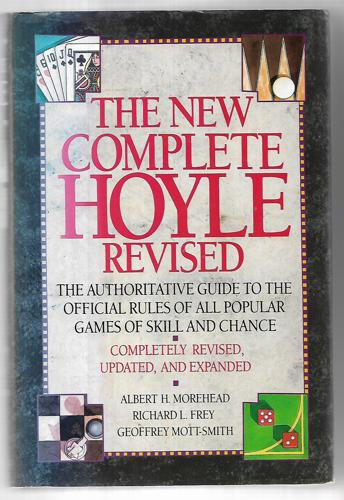 THE NEW
COMPLETE
HOYLE
REVISED
THE AUTHORITATIVE GUIDE TO THE
OFFICIAL RULES OF ALL POPULAR
GAMES OF SKILL AND CHANCE
COMPLETELY REVISED,
UPDATED, AND EXPANDED
ALBERT H. MOREHEAD
RICHARD L. FREY
GEOFFREY MOTT-SMITH